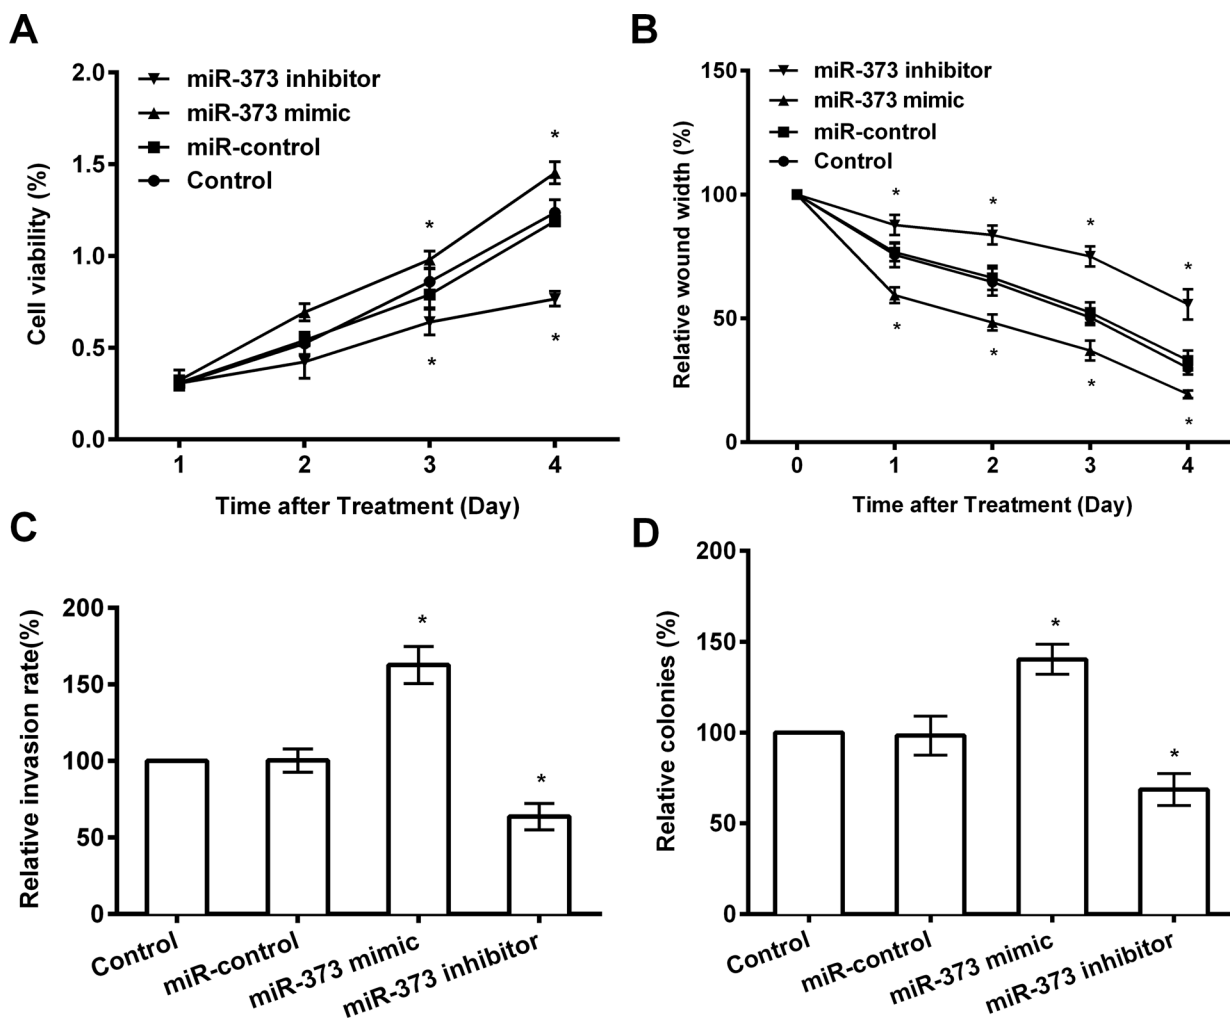 A
2.0
1.5
1.0
0.5
0.0
Cell viability (%)
miR-373 inhibitor
miR-373 mimic
miR-control
Control
*
*
*
*
1 2 3 4
Time after Treatment (Day)
B
150
100
50
0
Relative wound width (%)
miR-373 inhibitor
miR-373 mimic
miR-control
Control
* * * *
* * * *
0 1 2 3 4
Time after Treatment (Day)
C
200
150
100
50
0
Relative invasion rate(%)
*
*
Control
miR-control
miR-373 mimic
miR-373 inhibitor
D
200
150
100
50
0
Relative colonies (%)
*
*
Control
miR-control
miR-373 mimic
miR-373 inhibitor